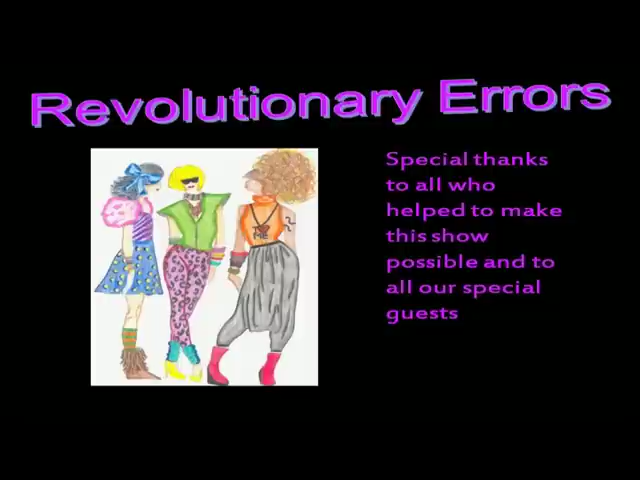 Revolutionary Errors
Special thanks
to all who
helped to make
this show
possible and to
all our special
guests